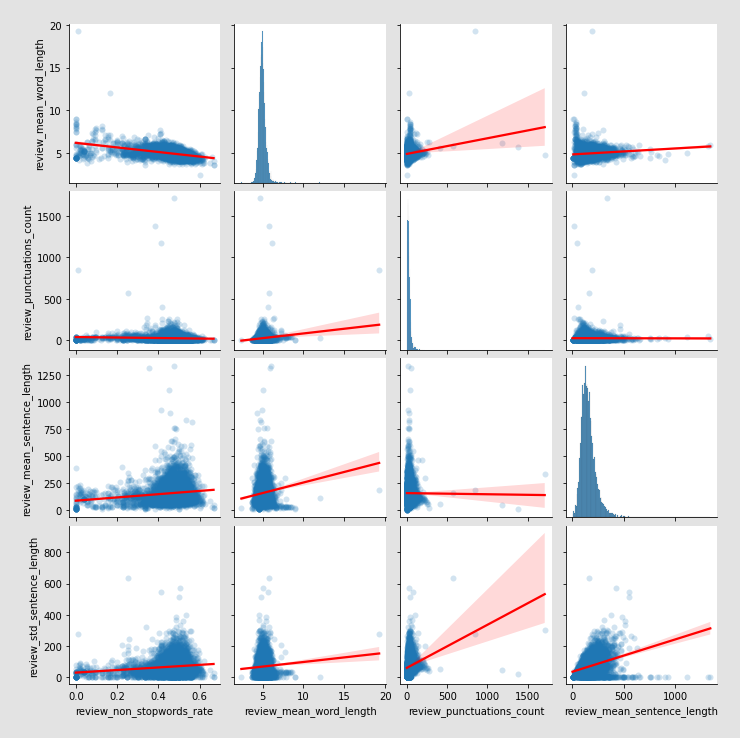 review_mean_word_length
20
15
10
5
review_punctuations_count
1500
1000
500
0
review_mean_sentence_length
1250
1000
750
500
250
0
review_std_sentence_length
800
600
400
200
0
0.0 0.2 0.4 0.6
5 10 15 20
0 500 1000 1500
0 500 1000
review_non_stopwords_rate
review_mean_word_length
review_punctuations_count
review_mean_sentence_length